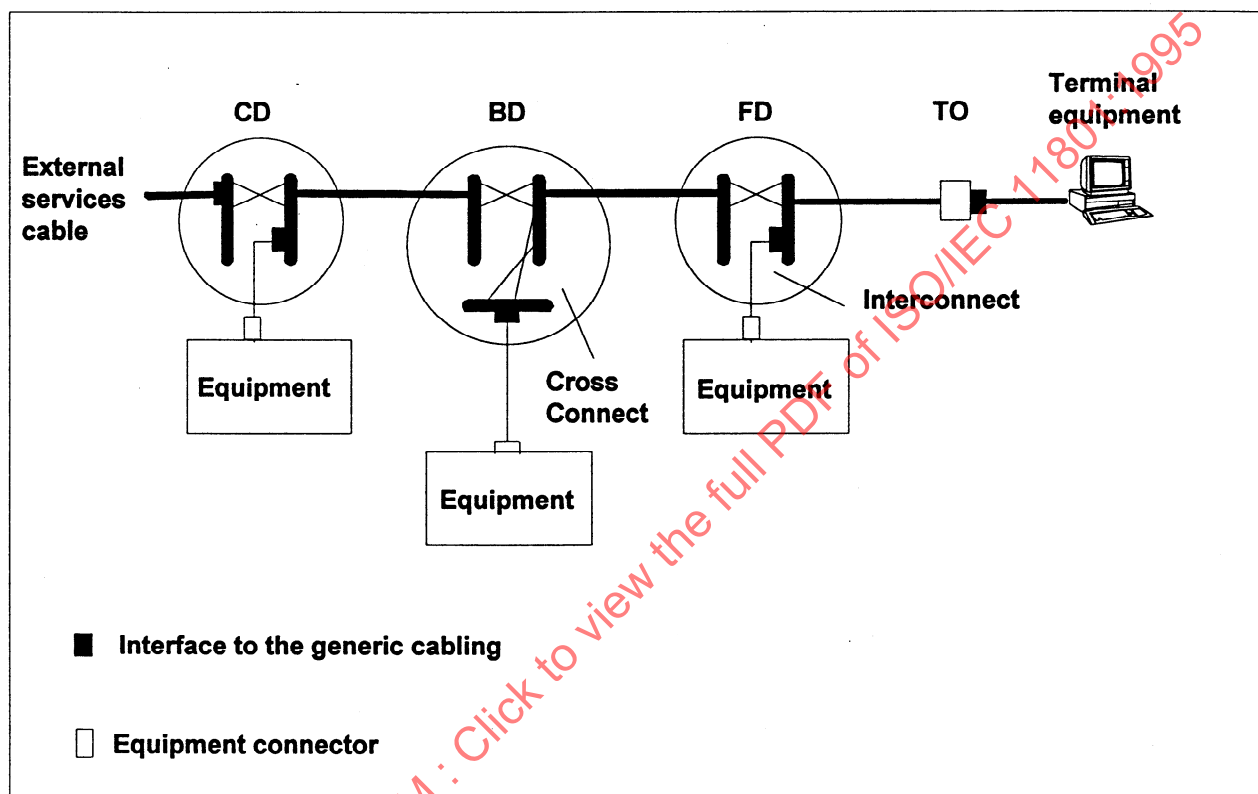 CD
BD
FD
TO
Terminal
equipment
External
services
cable
Interconnect
Cross
Connect
Equipment
Equipment
Equipment
Interface to the generic cabling
Equipment connector
: Click to view the full PDF of ISO/IEC 11801:1995